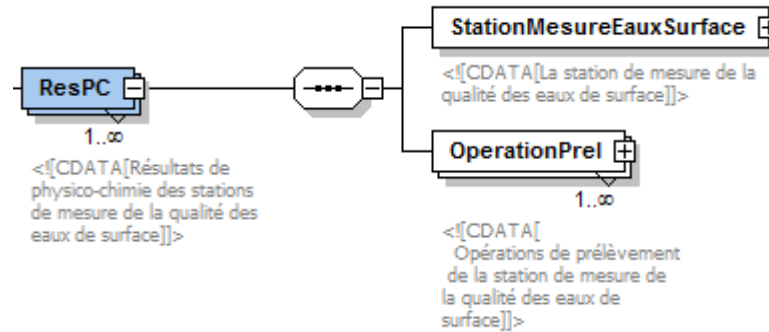 StationMesureEauxSurface
<![CDATA[La station de mesure de la
qualité des eaux de surface]]>
ResPC
1..∞
<![CDATA[Résultats de
physico-chimie des stations
de mesure de la qualité des
eaux de surface]]>
OperationPrel
1..∞
<![CDATA[
Opérations de prélèvement
de la station de mesure de
la qualité des eaux de
surface]]>